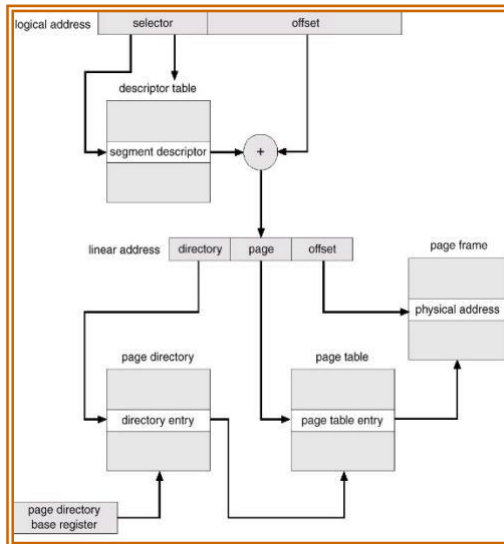 logical address selector offset
descriptor table
segment descriptor +
linear address directory page offset
page frame
physical address
page directory page table
directory entry page table entry
page directory
base register